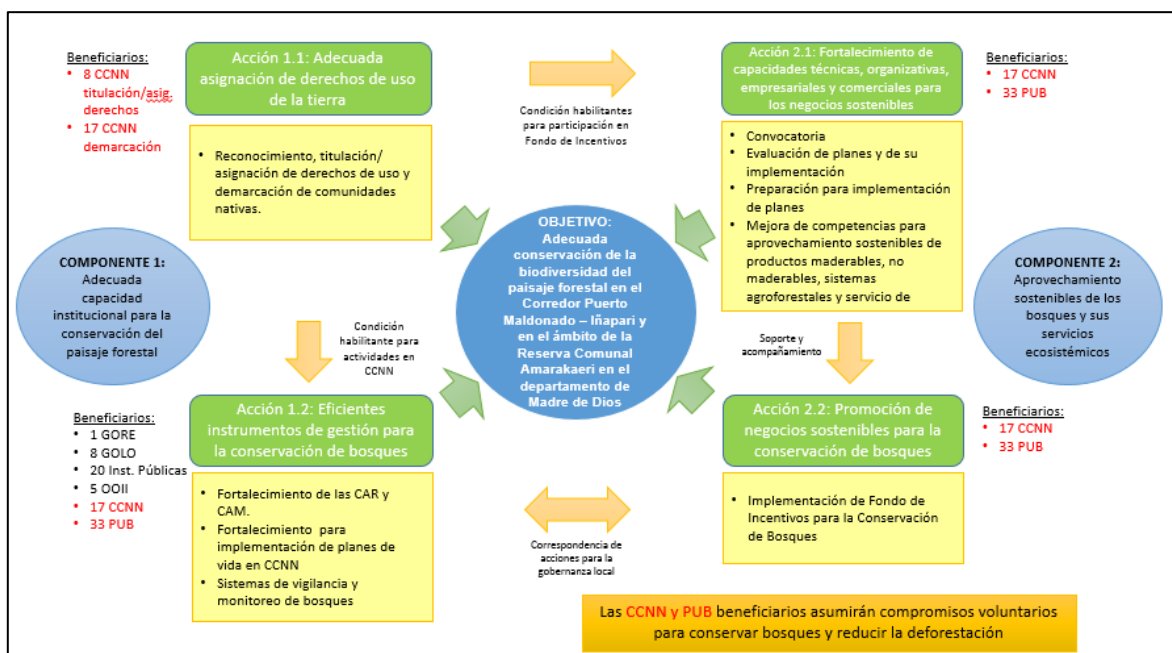 Beneficiarios:
• 8 CCNN
titulación/asig.
derechos
• 17 CCNN
demarcación
Acción 1.1: Adecuada
asignación de derechos de uso
de la tierra
• Reconocimiento, titulación/
asignación de derechos de uso y
demarcación de comunidades
nativas.
Condición habilitantes
para participación en
Fondo de Incentivos
Acción 2.1: Fortalecimiento de
capacidades técnicas, organizativas,
empresariales y comerciales para
los negocios sostenibles
• Convocatoria
• Evaluación de planes y de su
implementación
• Preparación para implementación
de planes
• Mejora de competencias para
aprovechamiento sostenibles de
productos maderables, no
maderables, sistemas
agroforestales y servicio de
Beneficiarios:
• 17 CCNN
• 33 PUB
COMPONENTE 1:
Adecuada
capacidad
institucional para la
conservación del
paisaje forestal
OBJETIVO:
Adecuada
conservación de la
biodiversidad del
paisaje forestal en el
Corredor Puerto
Maldonado – Iñapari y
en el ámbito de la
Reserva Comunal
Amarakaeri en el
departamento de
Madre de Dios
COMPONENTE 2:
Aprovechamiento
sostenibles de los
bosques y sus
servicios
ecosistémicos
Condición
habilitante para
actividades en
CCNN
Soporte y
acompañamiento
Beneficiarios:
• 1 GORE
• 8 GOLO
• 20 Inst. Públicas
• 5 OOII
• 17 CCNN
• 33 PUB
Acción 1.2: Eficientes
instrumentos de gestión para
la conservación de bosques
• Fortalecimiento de las CAR y
CAM.
• Fortalecimiento para
implementación de planes de
vida en CCNN
• Sistemas de vigilancia y
monitoreo de bosques
Correspondencia de
acciones para la
gobernanza local
Acción 2.2: Promoción de
negocios sostenibles para la
conservación de bosques
• Implementación de Fondo de
Incentivos para la Conservación
de Bosques
Beneficiarios:
• 17 CCNN
• 33 PUB
Las CCNN y PUB beneficiarios asumirán compromisos voluntarios
para conservar bosques y reducir la deforestación